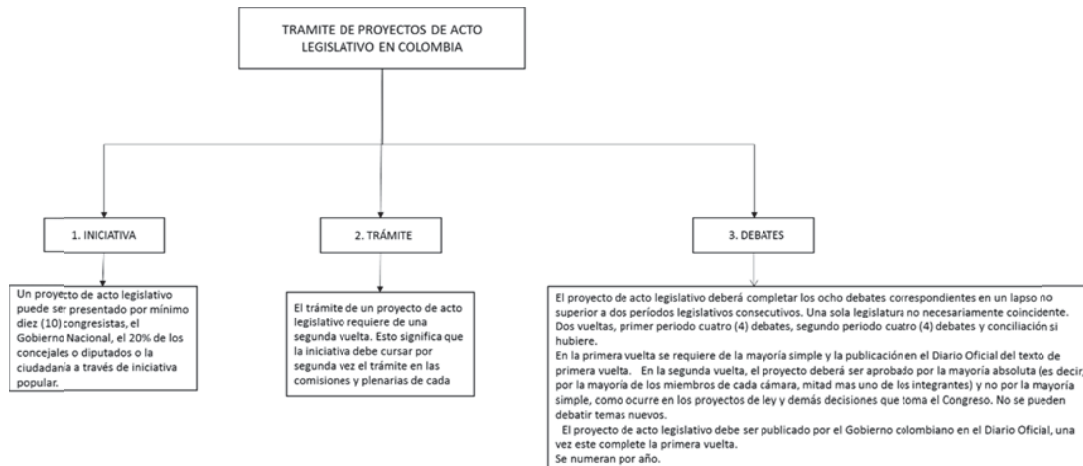 TRAMITE DE PROYECTOS DE ACTO
LEGISLATIVO EN COLOMBIA
1. INICIATIVA
2. TRÁMITE
3. DEBATES
Un proyecto de acto legislativo
puede ser presentado por mínimo
diez (10) congresistas, el
Gobierno Nacional, el 20% de los
concejales o diputados o la
ciudadanía a través de iniciativa
popular.
El trámite de un proyecto de acto
legislativo requiere de una
segunda vuelta. Esto significa que
la iniciativa debe cursar por
segunda vez el trámite en las
comisiones y plenarias de cada
El proyecto de acto legislativo deberá completar los ocho debates correspondientes en un lapso no
superior a dos períodos legislativos consecutivos. Una sola legislatura no necesariamente coincidente.
Dos vueltas, primer periodo cuatro (4) debates, segundo periodo cuatro (4) debates y conciliación si
hubiere.
En la primera vuelta se requiere de la mayoría simple y la publicación en el Diario Oficial del texto de
primera vuelta. En la segunda vuelta, el proyecto deberá ser aprobado por la mayoría absoluta (es decir,
por la mayoría de los miembros de cada cámara, mitad mas uno de los integrantes) y no por la mayoría
simple, como ocurre en los proyectos de ley y demás decisiones que toma el Congreso. No se pueden
debatir temas nuevos.
El proyecto de acto legislativo debe ser publicado por el Gobierno colombiano en el Diario Oficial, una
vez este complete la primera vuelta.
Se numeran por año.